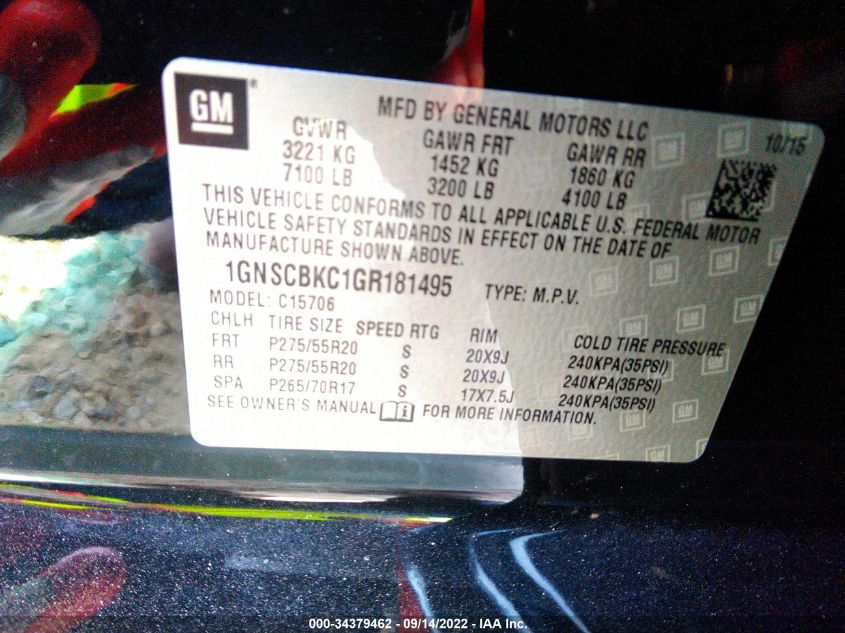 GM
MFD BY GENERAL MOTORS LLC
10/15
GVWR GAWR FRT GAWR RR
3221 KG 1452 KG 1860 KG
7100 LB 3200 LB 4100 LB
THIS VEHICLE CONFORMS TO ALL APPLICABLE U.S. FEDERAL MOTOR
VEHICLE SAFETY STANDARDS IN EFFECT ON THE DATE OF
MANUFACTURE SHOWN ABOVE.
1GNSCBKC1GR181495 TYPE: M.P.V.
MODEL: C15706
CHLH TIRE SIZE SPEED RTG RIM COLD TIRE PRESSURE
FRT P275/55R20 S 20X9J 240KPA(35PSI)
RR P275/55R20 S 20X9J 240KPA(35PSI)
SPA P265/70R17 S 17X7.5J 240KPA(35PSI)
SEE OWNER'S MANUAL FOR MORE INFORMATION.
000-34379462 - 09/14/2022 - IAA Inc.